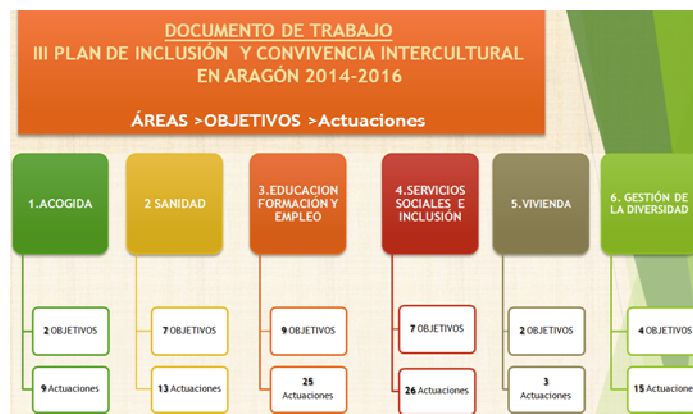 DOCUMENTO DE TRABAJO
III PLAN DE INCLUSIÓN Y CONVIVENCIA INTERCULTURAL
EN ARAGÓN 2014-2016
ÁREAS >OBJETIVOS >Actuaciones
1.ACOGIDA
2 SANIDAD
3.EDUCACION
FORMACIÓN Y
EMPLEO
4.SERVICIOS
SOCIALES E
INCLUSIÓN
5.VIVIENDA
6. GESTIÓN DE
LA DIVERSIDAD
2 OBJETIVOS
7 OBJETIVOS
9 OBJETIVOS
7 OBJETIVOS
2 OBJETIVOS
4 OBJETIVOS
9 Actuaciones
13 Actuaciones
25
Actuaciones
26 Actuaciones
3
Actuaciones
15 Actuacione